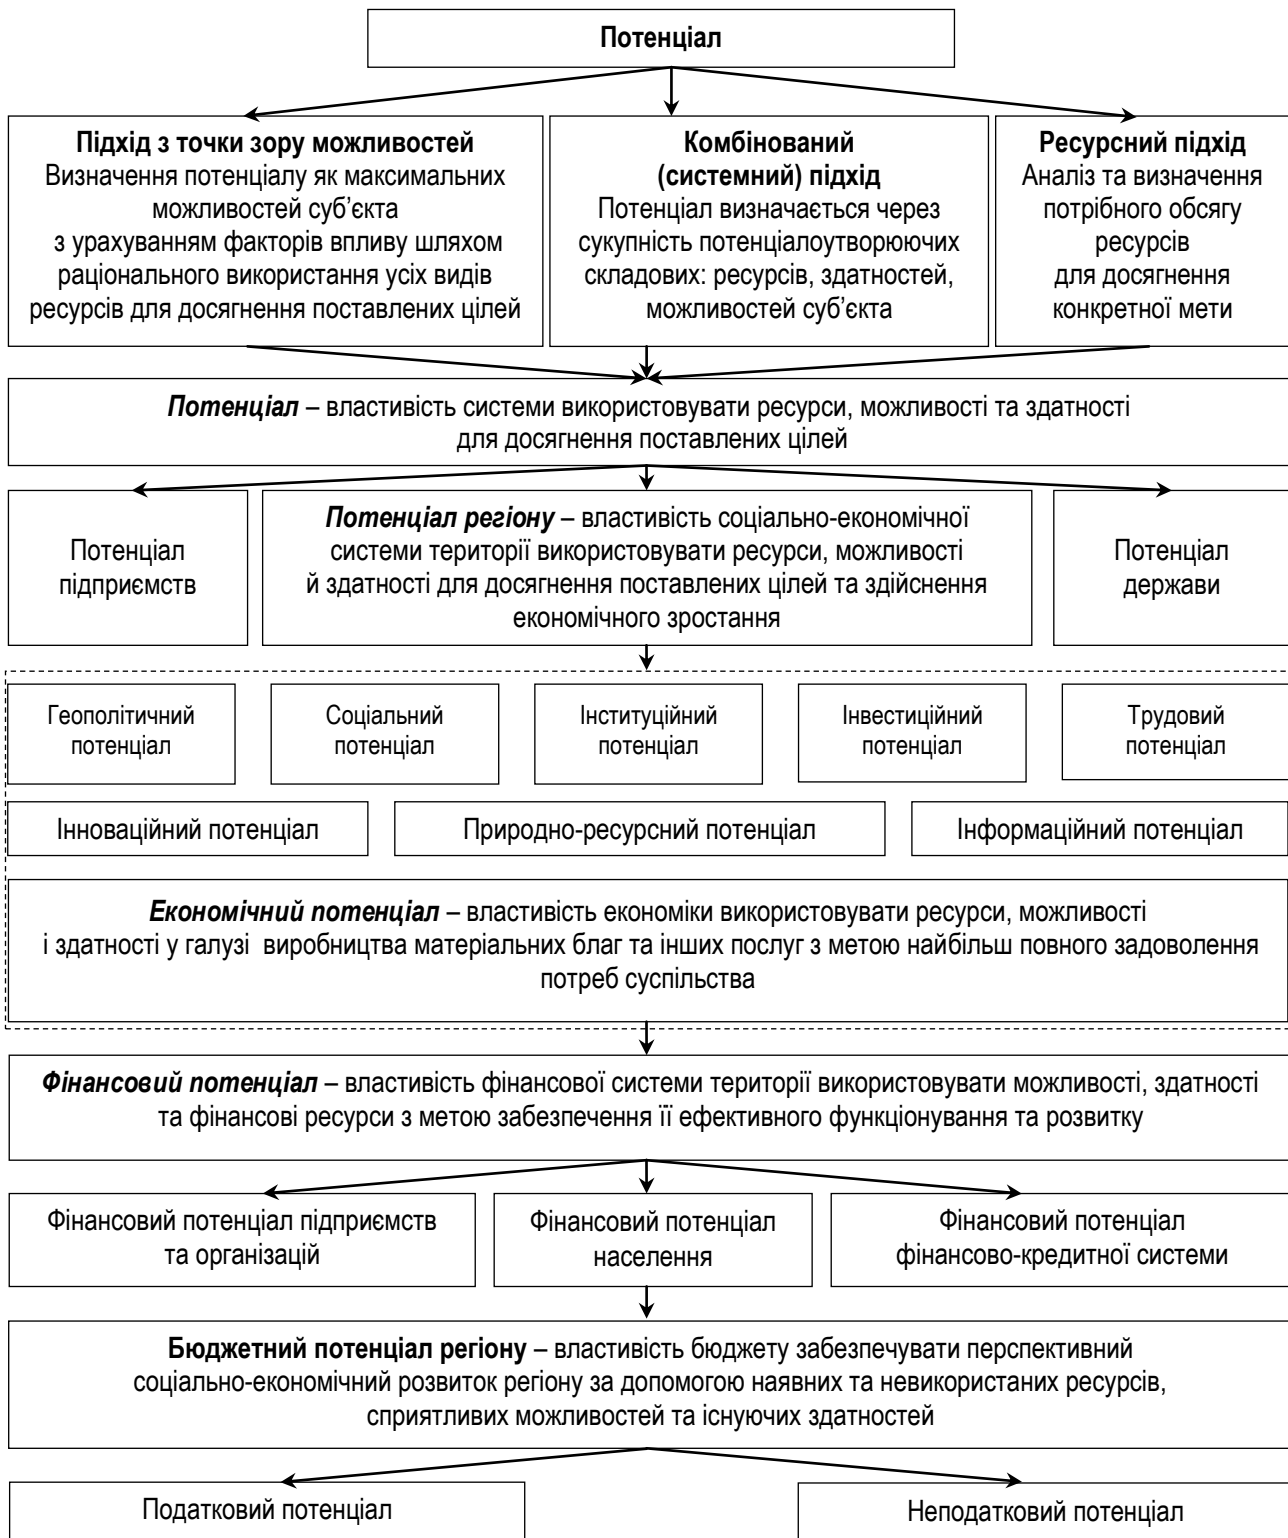 Потенціал
Підхід з точки зору можливостей
Визначення потенціалу як максимальних
можливостей суб’єкта
з урахуванням факторів впливу шляхом
раціонального використання усіх видів
ресурсів для досягнення поставлених цілей
Комбінований
(системний) підхід
Потенціал визначається через
сукупність потенціалоутворюючих
складових: ресурсів, здатностей,
можливостей суб’єкта
Ресурсний підхід
Аналіз та визначення
потрібного обсягу
ресурсів
для досягнення
конкретної мети
Потенціал – властивість системи використовувати ресурси, можливості та здатності
для досягнення поставлених цілей
Потенціал
підприємств
Потенціал регіону – властивість соціально-економічної
системи території використовувати ресурси, можливості
й здатності для досягнення поставлених цілей та здійснення
економічного зростання
Потенціал
держави
Геополітичний
потенціал
Соціальний
потенціал
Інституційний
потенціал
Інвестиційний
потенціал
Трудовий
потенціал
Інноваційний потенціал
Природно-ресурсний потенціал
Інформаційний потенціал
Економічний потенціал – властивість економіки використовувати ресурси, можливості
і здатності у галузі виробництва матеріальних благ та інших послуг з метою найбільш повного задоволення
потреб суспільства
Фінансовий потенціал – властивість фінансової системи території використовувати можливості, здатності
та фінансові ресурси з метою забезпечення її ефективного функціонування та розвитку
Фінансовий потенціал підприємств
та організацій
Фінансовий потенціал
населення
Фінансовий потенціал
фінансово-кредитної системи
Бюджетний потенціал регіону – властивість бюджету забезпечувати перспективний
соціально-економічний розвиток регіону за допомогою наявних та невикористаних ресурсів,
сприятливих можливостей та існуючих здатностей
Податковий потенціал
Неподатковий потенціал